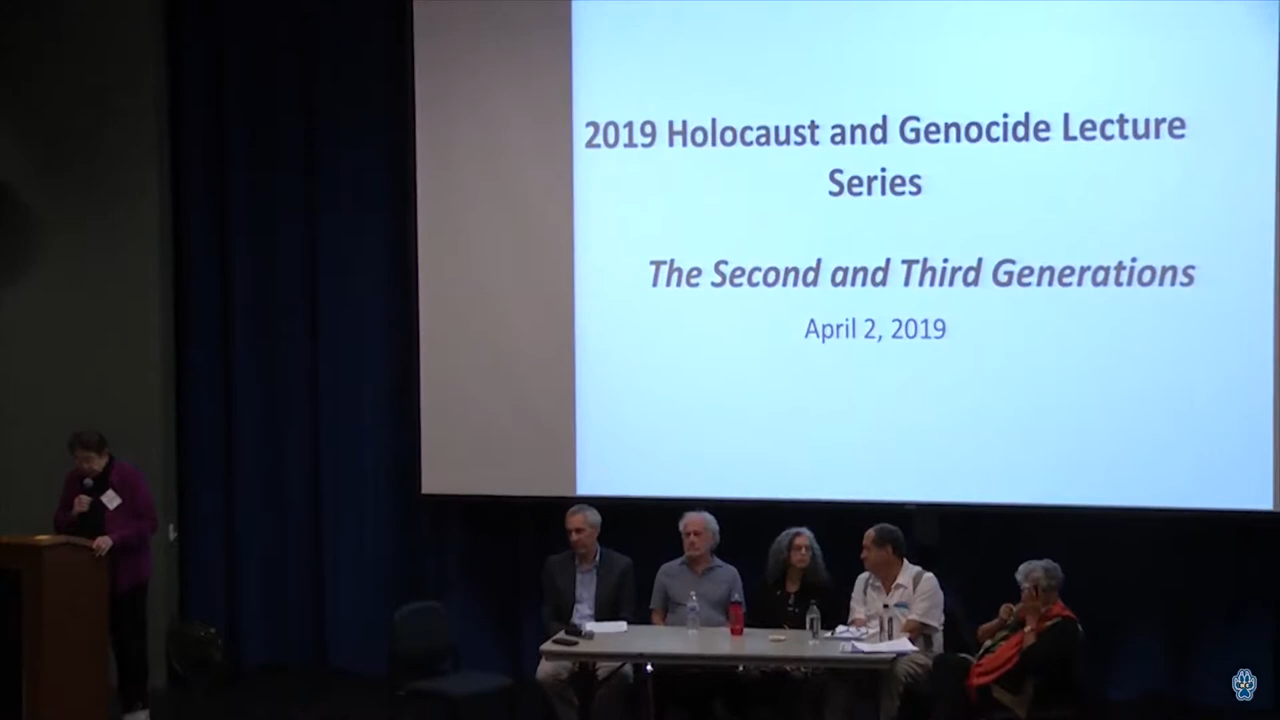 2019 Holocaust and Genocide Lecture
Series
The Second and Third Generations
April 2, 2019